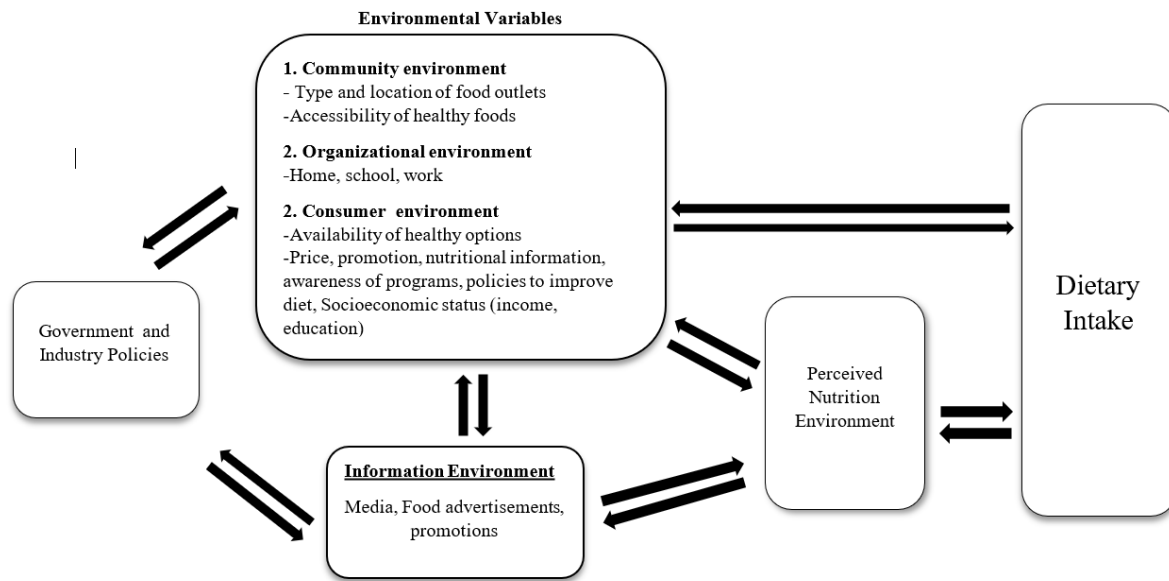 Environmental Variables
1. Community environment
- Type and location of food outlets
-Accessibility of healthy foods
2. Organizational environment
-Home, school, work
2. Consumer environment
-Availability of healthy options
-Price, promotion, nutritional information,
awareness of programs, policies to improve
diet, Socioeconomic status (income,
education)
Government and
Industry Policies
Information Environment
Media, Food advertisements,
promotions
Perceived
Nutrition
Environment
Dietary
Intake